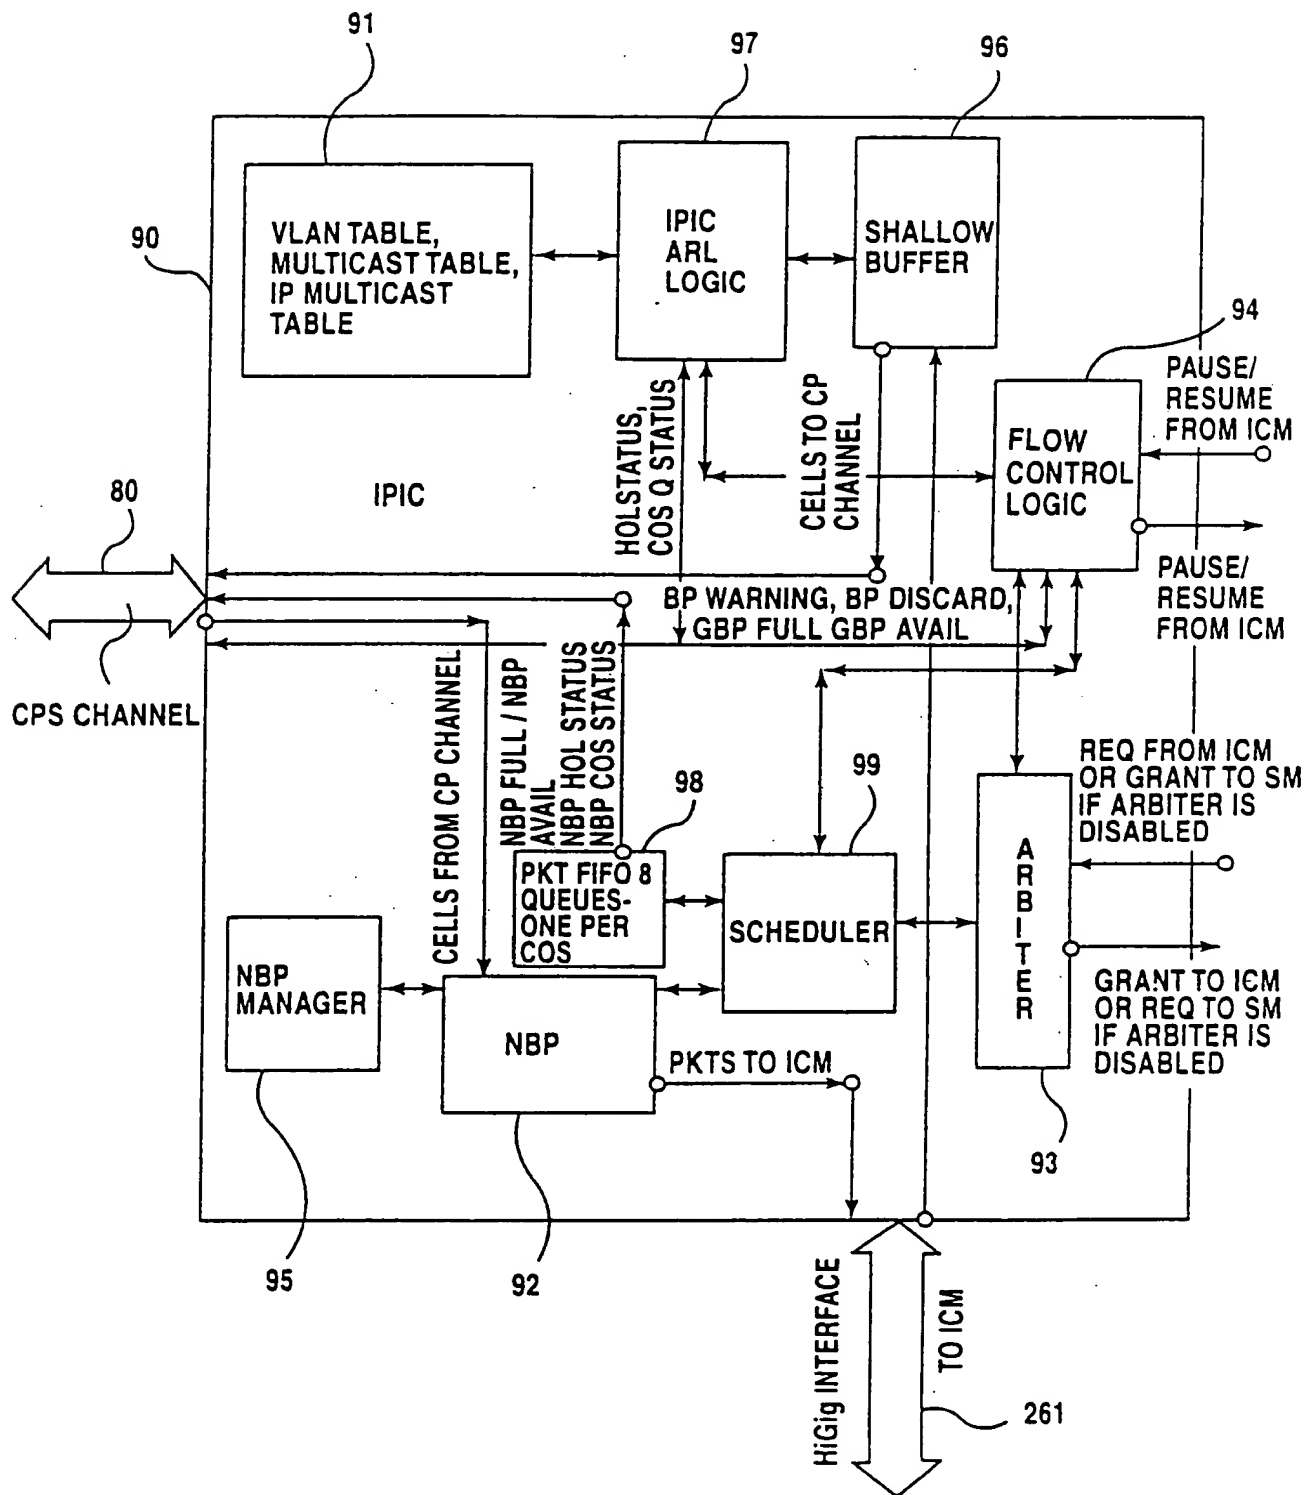 91
97
96
90
VLAN TABLE,
MULTICAST TABLE,
IP MULTICAST
TABLE
IPIC
ARL
LOGIC
SHALLOW
BUFFER
94
PAUSE/
RESUME
FROM ICM
FLOW
CONTROL
LOGIC
HOLSTATUS,
COS Q STATUS
CELLS TO CP
CHANNEL
IPIC
80
PAUSE/
RESUME
FROM ICM
BP WARNING, BP DISCARD,
GBP FULL GBP AVAIL
CPS CHANNEL
CELLS FROM CP CHANNEL
NBP FULL / NBP
AVAIL
NBP HOL STATUS
NBP COS STATUS
98
99
REQ FROM ICM
OR GRANT TO SM
IF ARBITER IS
DISABLED
PKT FIFO 8
QUEUES-
ONE PER
COS
SCHEDULER
ARBITER
NBP
MANAGER
NBP
GRANT TO ICM
OR REQ TO SM
IF ARBITER IS
DISABLED
PKTS TO ICM
93
95
92
HiGig INTERFACE
TO ICM
261